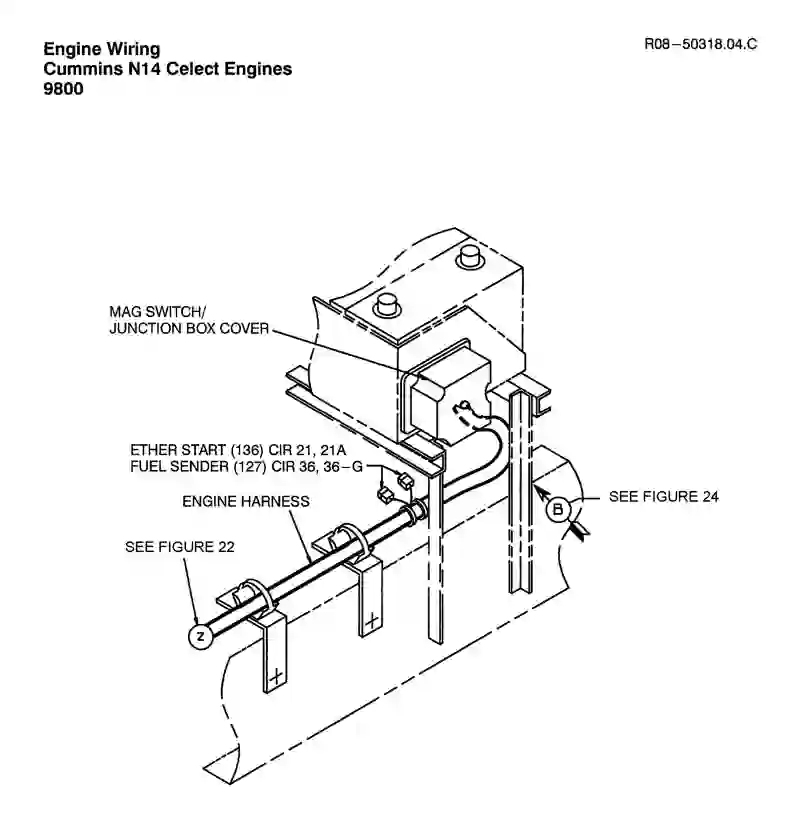 Engine Wiring
Cummins N14 Celect Engines
9800
R08-50318.04.C
MAG SWITCH/
JUNCTION BOX COVER
ETHER START (136) CIR 21, 21A
FUEL SENDER (127) CIR 36, 36-G
ENGINE HARNESS
SEE FIGURE 22
Z
B
SEE FIGURE 24